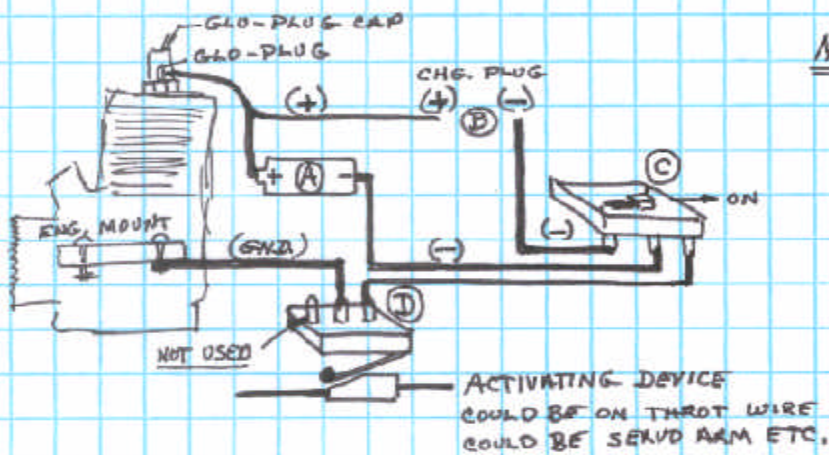 GLO-PLUG CAP
GLO-PLUG
CHG. PLUG
(+)
(+)
(-)
B
N
+ A -
C
ON
ENG. MOUNT
(GND)
(-)
(-)
D
NOT USED
ACTIVATING DEVICE
COULD BE ON THROT WIRE
COULD BE SERVO ARM ETC.